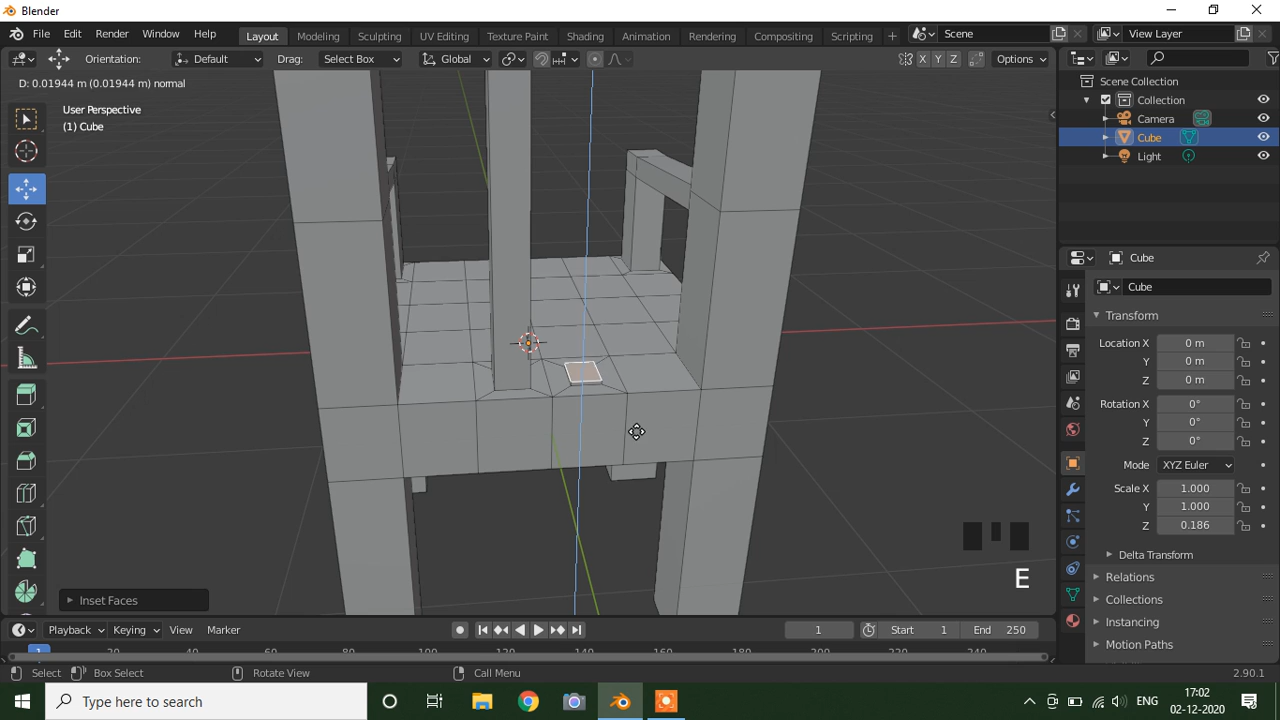 Blender
File Edit Render Window Help Layout Modeling Sculpting UV Editing Texture Paint Shading Animation Rendering Compositing Scripting + Scene View Layer
Orientation: Default Drag: Select Box Global X Y Z Options
D: 0.01944 m (0.01944 m) normal
User Perspective
(1) Cube
Scene Collection
Collection
Camera
Cube
Light
Cube
Cube
Transform
Location X 0 m
Y 0 m
Z 0 m
Rotation X 0°
Y 0°
Z 0°
Mode XYZ Euler
Scale X 1.000
Y 1.000
Z 0.186
Delta Transform
Relations
Collections
Instancing
Motion Paths
E
Inset Faces
Playback Keying View Marker 1 Start 1 End 250
1
Select Box Select Rotate View Call Menu 2.90.1
Type here to search
ENG
17:02
02-12-2020